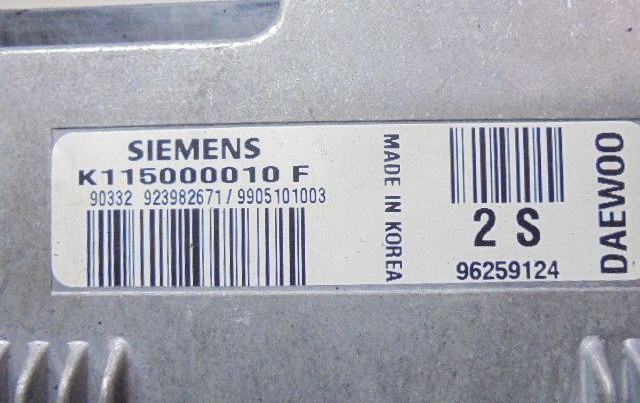 SIEMENS
K115000010 F
90332 923982671 / 9905101003
MADE IN KOREA
2 S
96259124
DAEWOO